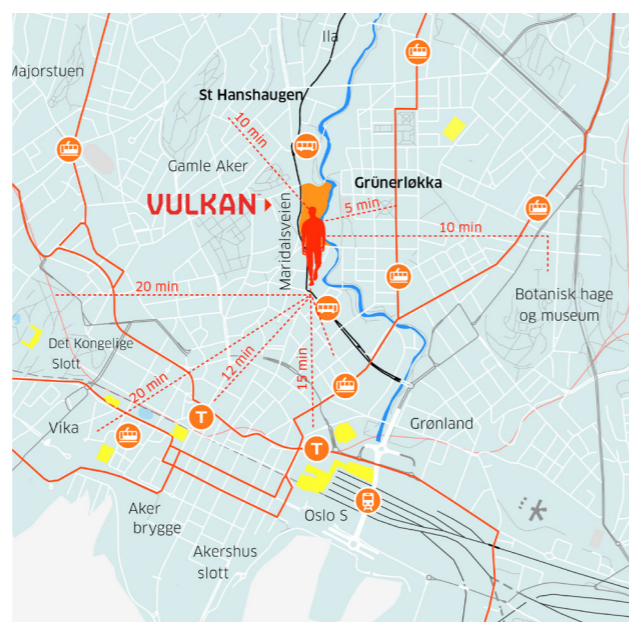 Ila
Majorstuen
St Hanshaugen
10 min
Gamle Aker
Grünerløkka
VULKAN
5 min
Maridalsveien
10 min
20 min
Botanisk hage
og museum
Det Kongelige
Slott
12 min
20 min
15 min
Vika
T
Grønland
T
Aker
brygge
Oslo S
Akershus
slott